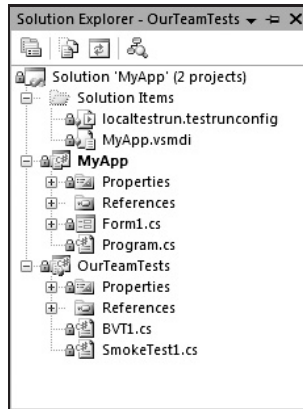 Solution Explorer - OurTeamTests
Solution 'MyApp' (2 projects)
Solution Items
localtestrun.testrunconfig
MyApp.vsmdi
MyApp
Properties
References
Form1.cs
Program.cs
OurTeamTests
Properties
References
BVT1.cs
SmokeTest1.cs